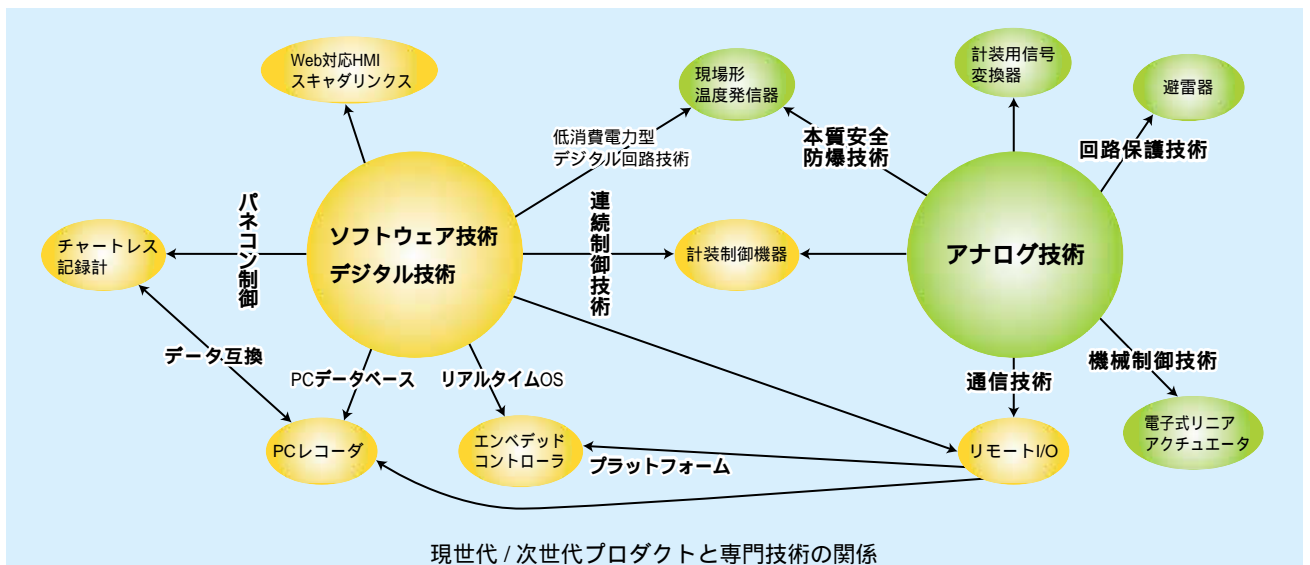 Web対応HMI
スキャダリンクス
現場形
温度発信器
計装用信号
変換器
避雷器
低消費電力型
デジタル回路技術
本質安全
防爆技術
回路保護技術
パネコン制御
連続制御技術
チャートレス
記録計
ソフトウェア技術
デジタル技術
計装制御機器
アナログ技術
データ互換
PCデータベース
リアルタイムOS
通信技術
機械制御技術
PCレコーダ
エンベデッド
コントローラ
プラットフォーム
リモートI/O
電子式リニア
アクチュエータ
現世代 / 次世代プロダクトと専門技術の関係